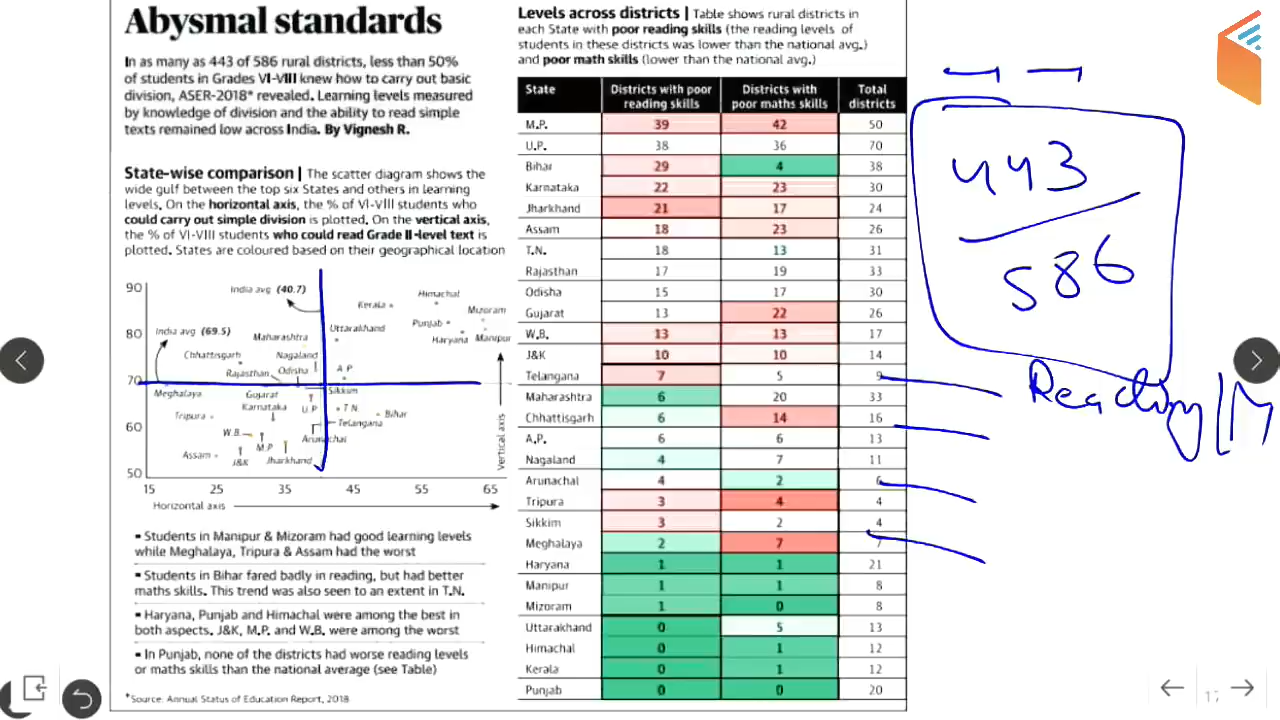 Abysmal standards
In as many as 443 of 586 rural districts, less than 50%
of students in Grades VI-VIII knew how to carry out basic
division, ASER-2018* revealed. Learning levels measured
by knowledge of division and the ability to read simple
texts remained low across India. By Vignesh R.
State-wise comparison | The scatter diagram shows the
wide gulf between the top six States and others in learning
levels. On the horizontal axis, the % of VI-VIII students who
could carry out simple division is plotted. On the vertical axis,
the % of VI-VIII students who could read Grade II-level text is
plotted. States are coloured based on their geographical location
90
80
70
60
50
India avg (40.7)
India avg (69.5)
Kerala
Himachal
Mizoram
Punjab
Uttarakhand
Haryana
Manipur
Maharashtra
Chhattisgarh
Nagaland
Rajasthan
Odisha
A.P
Meghalaya
Gujarat
Sikkim
Karnataka
U.P
T.N.
Bihar
Tripura
Telangana
W.B.
Arunachal
M.P
Assam
J&K
Jharkhand
Vertical axis
15 25 35 45 55 65
Horizontal axis
Students in Manipur & Mizoram had good learning levels
while Meghalaya, Tripura & Assam had the worst
Students in Bihar fared badly in reading, but had better
maths skills. This trend was also seen to an extent in T.N.
Haryana, Punjab and Himachal were among the best in
both aspects. J&K, M.P. and W.B. were among the worst
In Punjab, none of the districts had worse reading levels
or maths skills than the national average (see Table)
*Source: Annual Status of Education Report, 2018
Levels across districts | Table shows rural districts in
each State with poor reading skills (the reading levels of
students in these districts was lower than the national avg.)
and poor math skills (lower than the national avg.)
State Districts with poor reading skills Districts with poor maths skills Total districts
M.P. 39 42 50
U.P. 38 36 70
Bihar 29 4 38
Karnataka 22 23 30
Jharkhand 21 17 24
Assam 18 23 26
T.N. 18 13 31
Rajasthan 17 19 33
Odisha 15 17 30
Gujarat 13 22 26
W.B. 13 13 17
J&K 10 10 14
Telangana 7 5 9
Maharashtra 6 20 33
Chhattisgarh 6 14 16
A.P. 6 6 13
Nagaland 4 7 11
Arunachal 4 2 6
Tripura 3 4 4
Sikkim 3 2 4
Meghalaya 2 7 7
Haryana 1 1 21
Manipur 1 1 8
Mizoram 1 0 8
Uttarakhand 0 5 13
Himachal 0 1 12
Kerala 0 1 12
Punjab 0 0 20
443
586
Reading/M